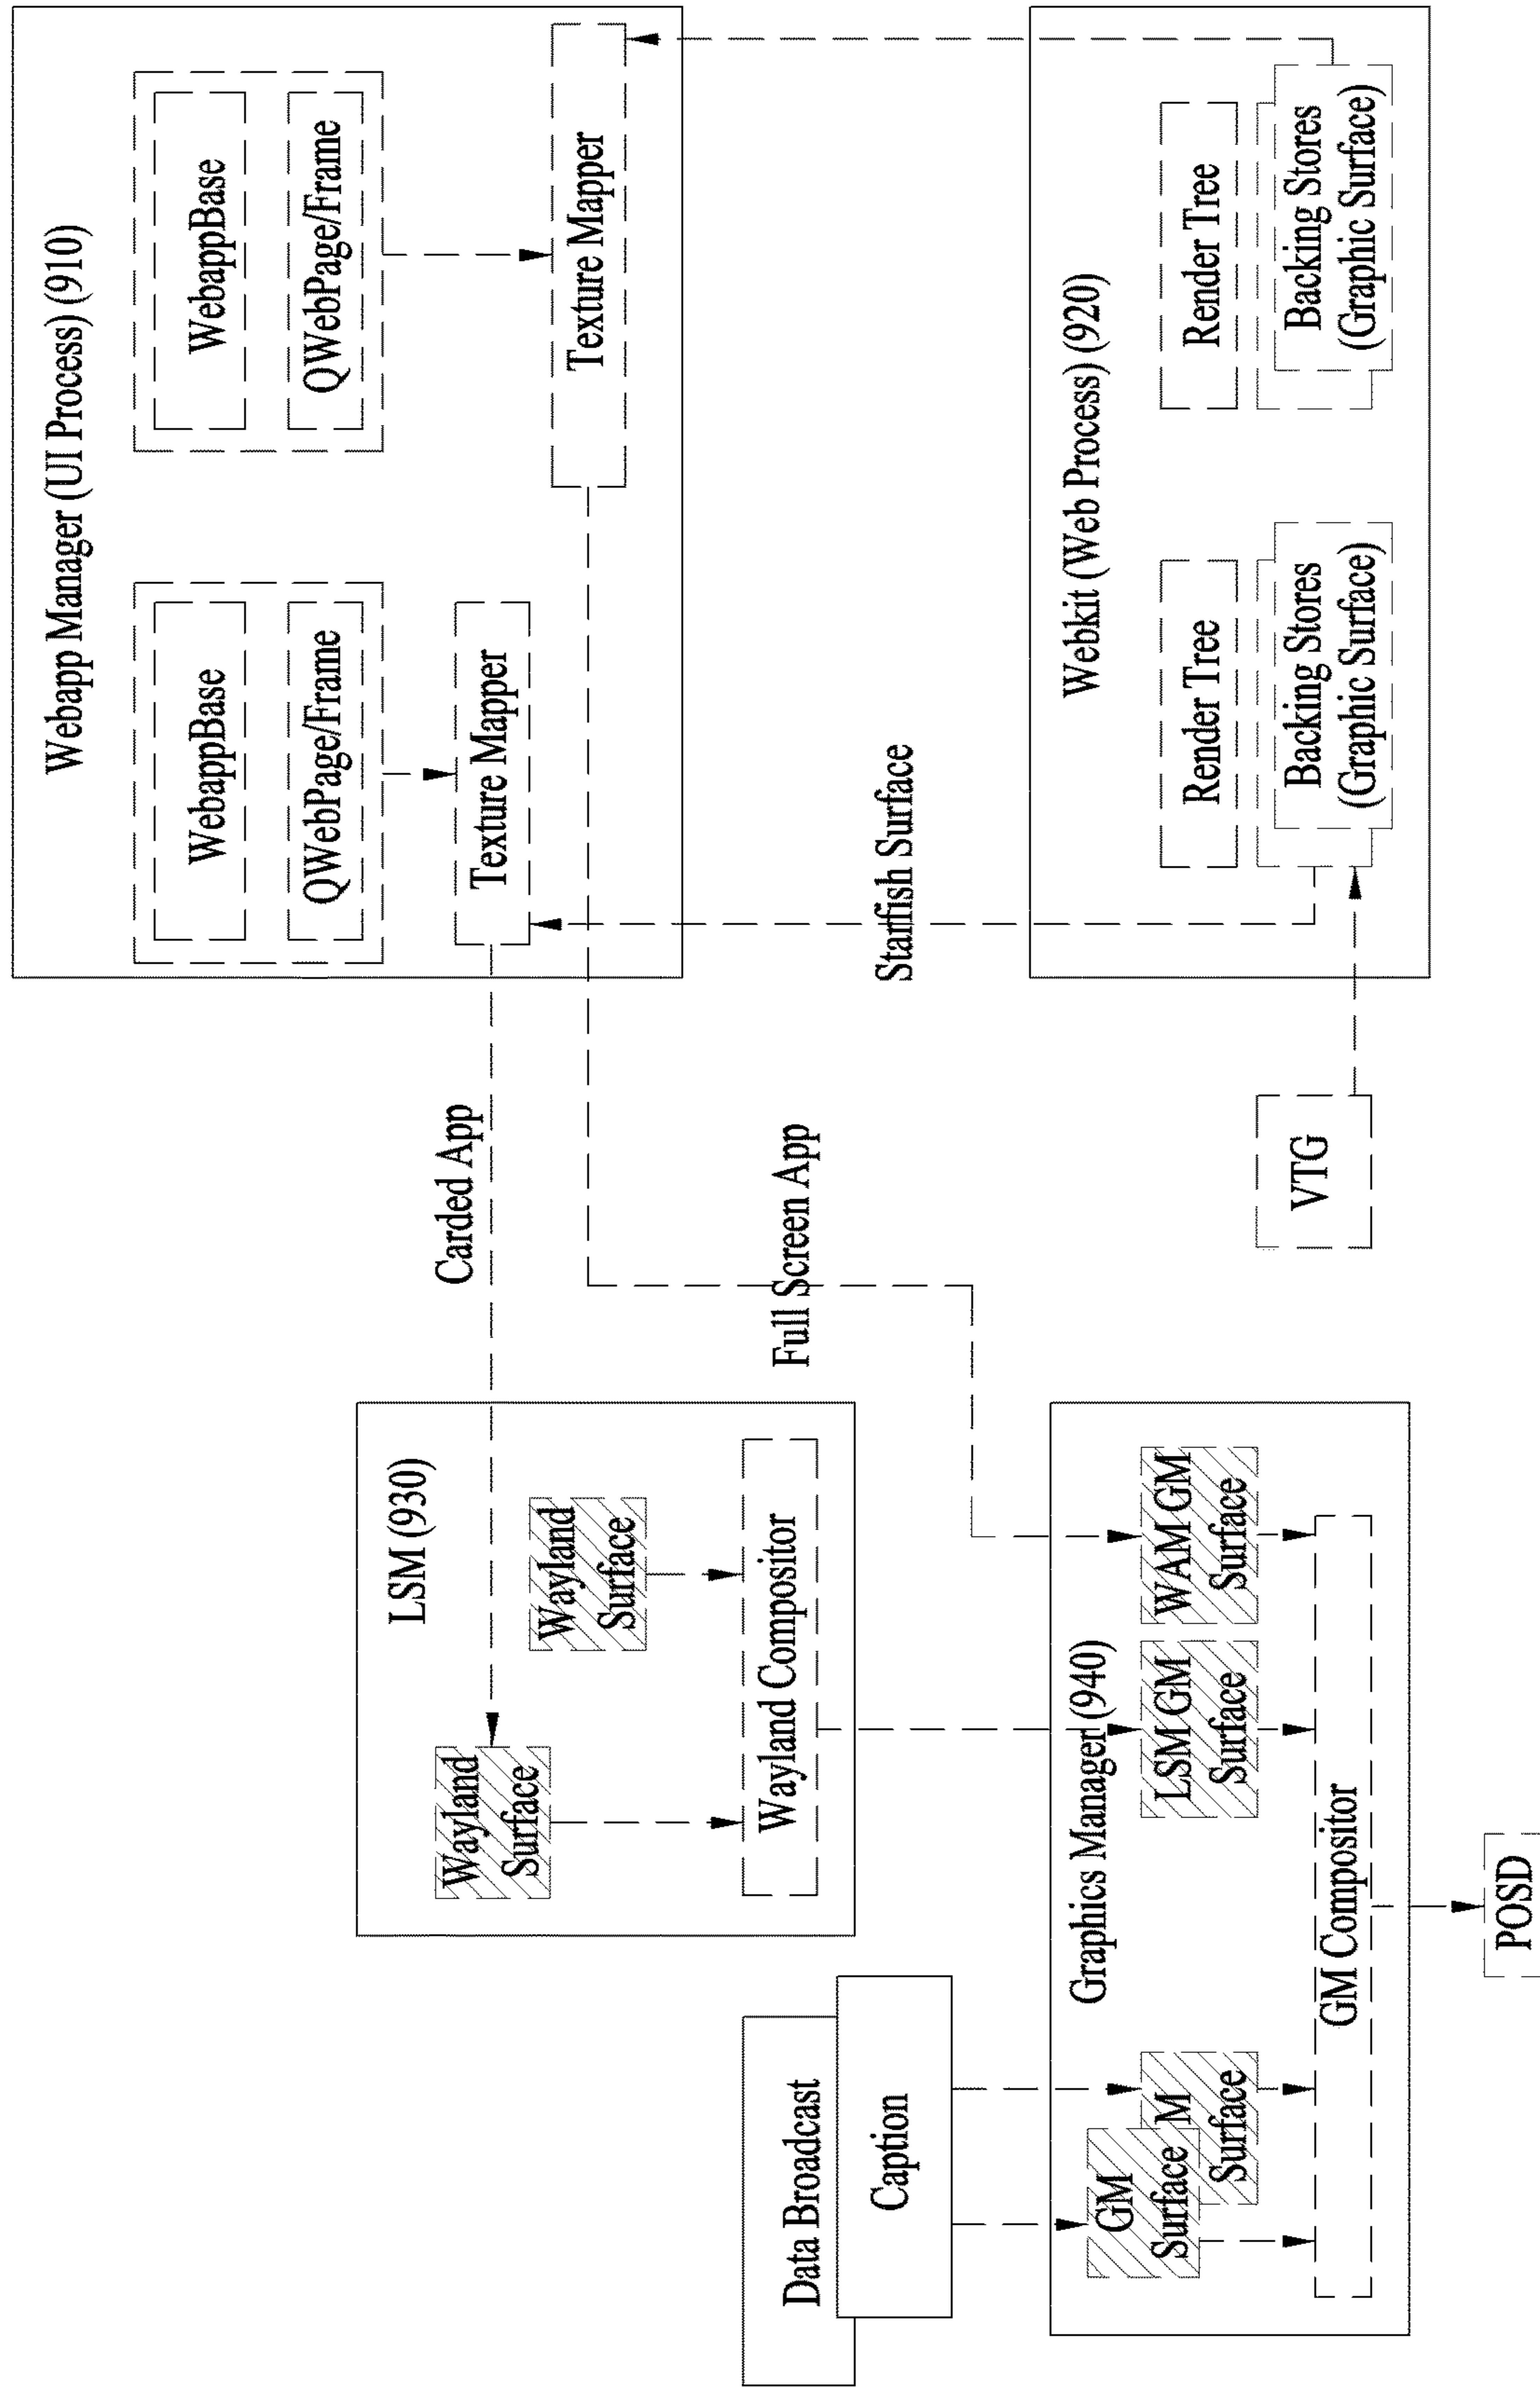 Data Broadcast
Caption
LSM (930)
Wayland
Surface
Wayland
Surface
Wayland Compositor
Carded App
Full Screen App
Webapp Manager (UI Process) (910)
WebappBase
QWebPage/Frame
Texture Mapper
WebappBase
QWebPage/Frame
Texture Mapper
Starfish Surface
Graphics Manager (940)
GM
Surface
M
Surface
LSM GM
Surface
WAM GM
Surface
GM Compositor
POSD
VTG
Webkit (Web Process) (920)
Render Tree
Backing Stores
(Graphic Surface)
Render Tree
Backing Stores
(Graphic Surface)